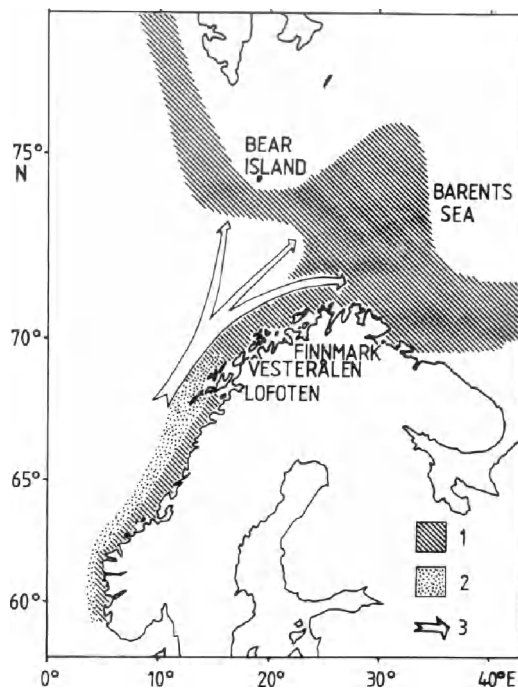 75°
N
70°
65°
60°
BEAR
ISLAND
BARENTS
SEA
FINNMARK
VESTERÅLEN
LOFOTEN
1
2
3
0°
10°
20°
30°
40°E